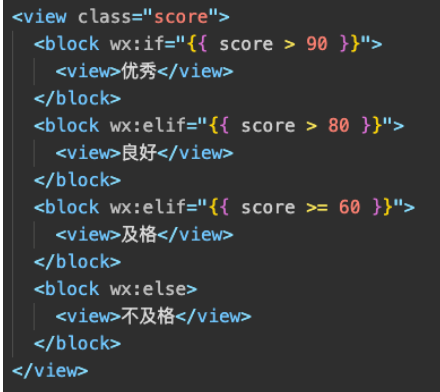 <view class="score">
<block wx:if="{{ score > 90 }}">
<view>优秀</view>
</block>
<block wx:elif="{{ score > 80 }}">
<view>良好</view>
</block>
<block wx:elif="{{ score >= 60 }}">
<view>及格</view>
</block>
<block wx:else>
<view>不及格</view>
</block>
</view>